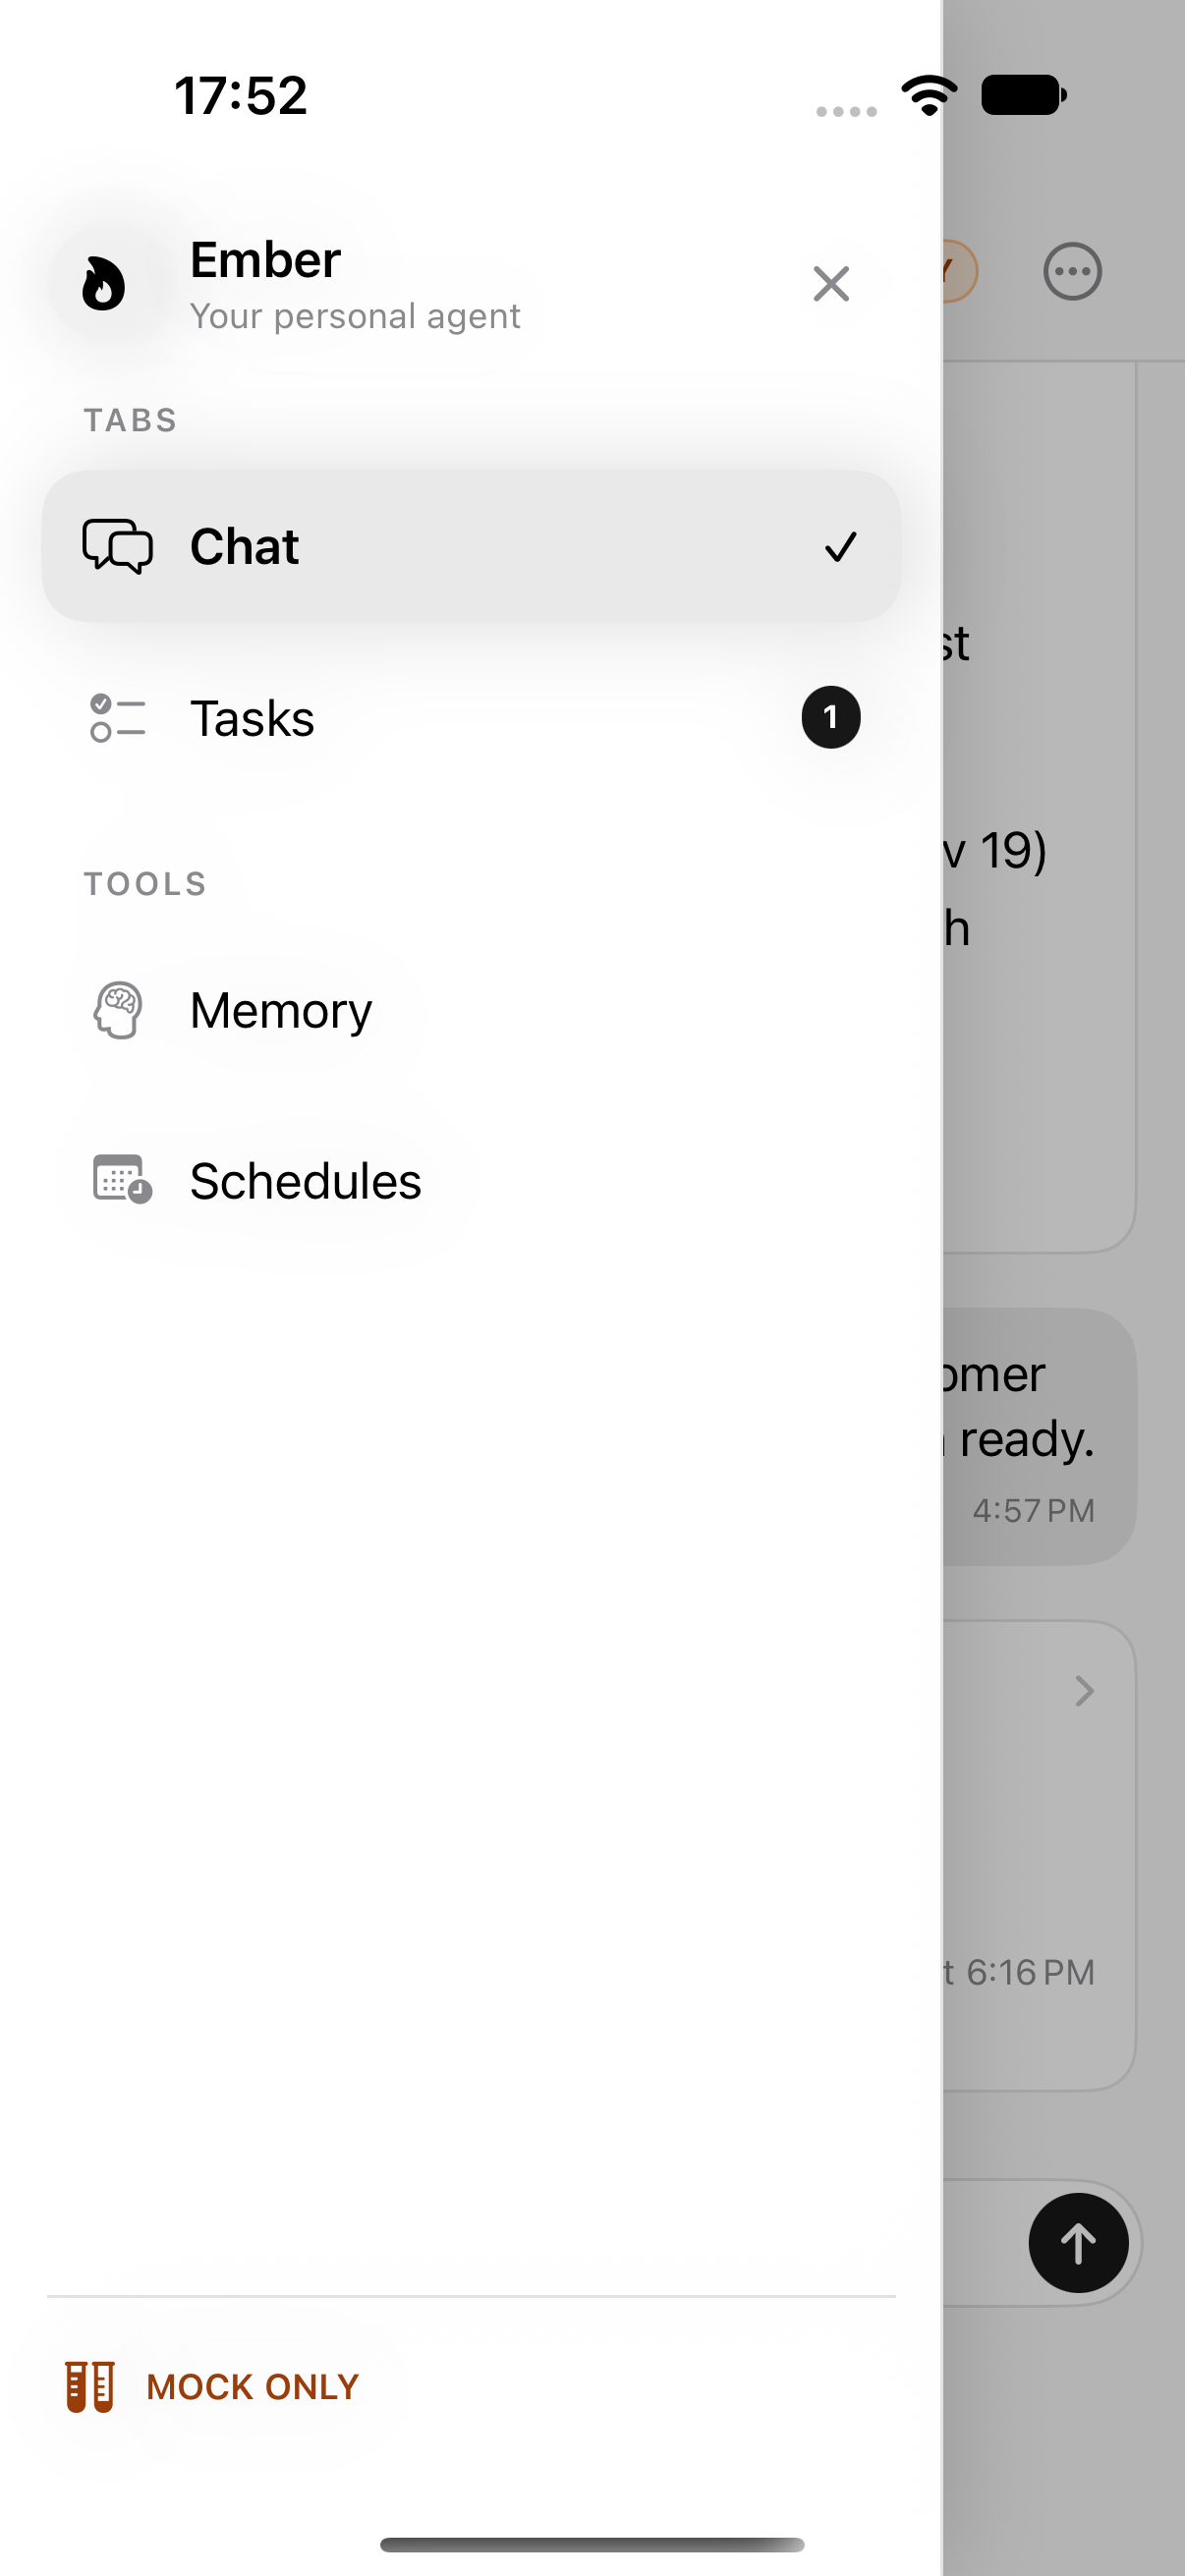 17:52
Ember
Your personal agent
TABS
Chat
Tasks
1
TOOLS
Memory
Schedules
v 19)
ready.
4:57 PM
6:16 PM
MOCK ONLY